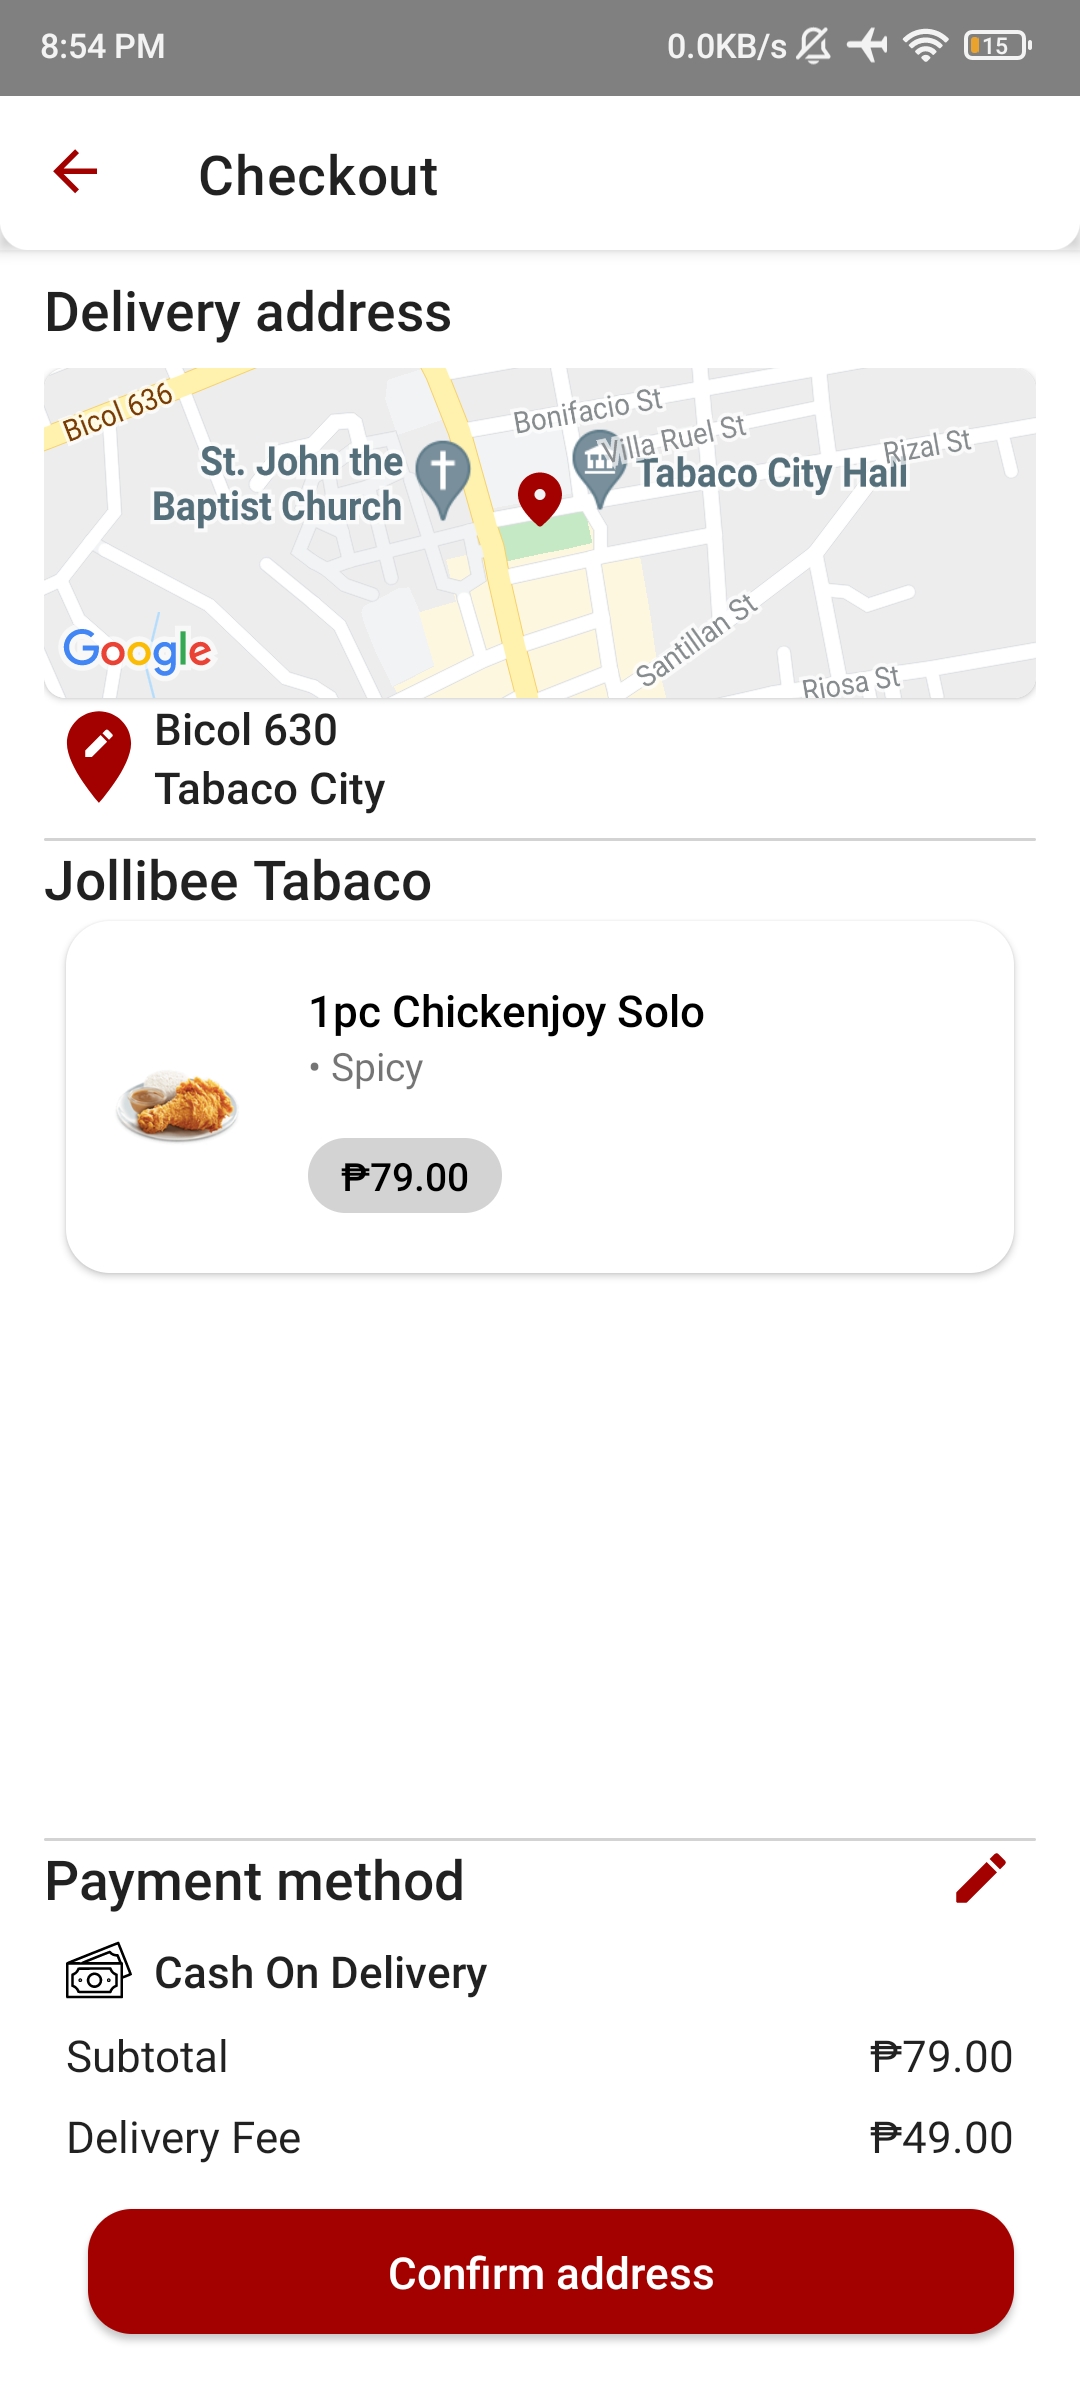 8:54 PM
0.0KB/s
15
Checkout
Delivery address
Bicol 636
Bonifacio St
Villa Ruel St
Rizal St
St. John the
Baptist Church
Tabaco City Hall
Santillan St
Riosa St
Google
Bicol 630
Tabaco City
Jollibee Tabaco
1pc Chickenjoy Solo
• Spicy
₱79.00
Payment method
Cash On Delivery
Subtotal ₱79.00
Delivery Fee ₱49.00
Confirm address